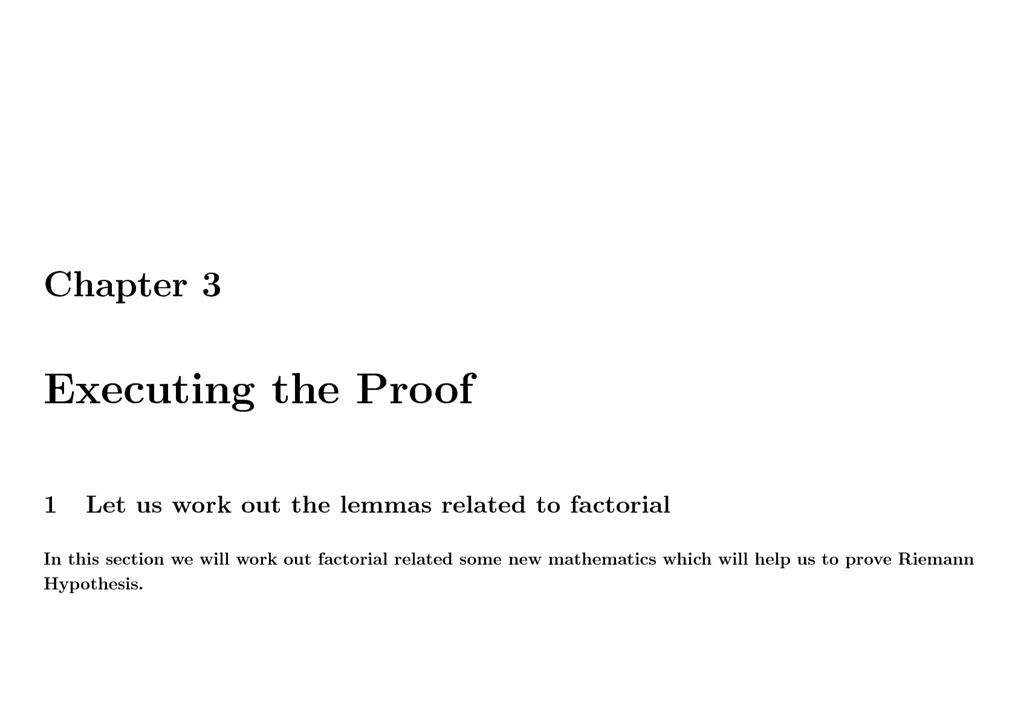 Chapter 3
Executing the Proof
1 Let us work out the lemmas related to factorial
In this section we will work out factorial related some new mathematics which will help us to prove Riemann
Hypothesis.